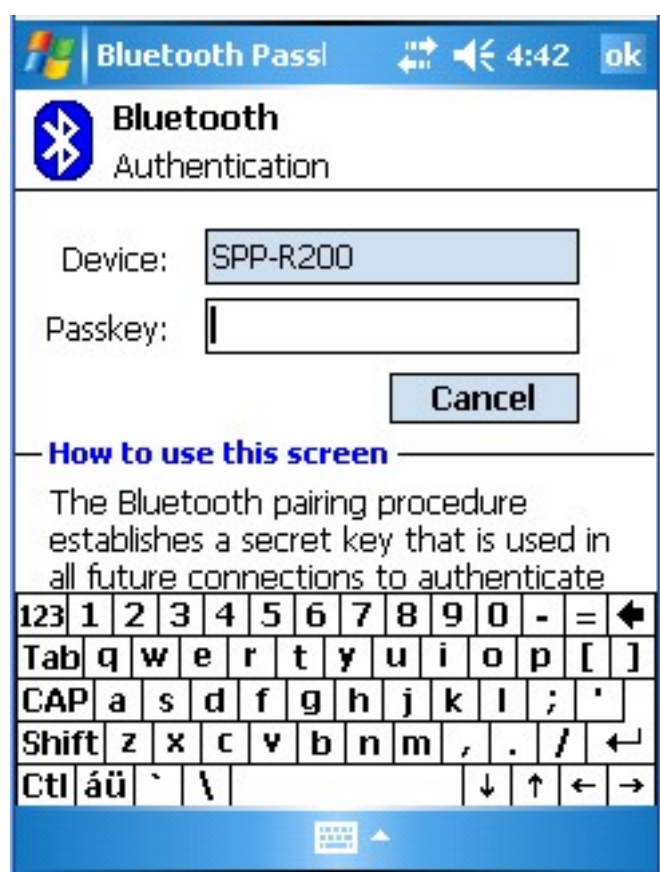 Bluetooth Passl 4:42 ok
Bluetooth
Authentication
Device: SPP-R200
Passkey:
Cancel
How to use this screen
The Bluetooth pairing procedure
establishes a secret key that is used in
all future connections to authenticate
123 1 2 3 4 5 6 7 8 9 0 - =
Tab q w e r t y u i o p [ ]
CAP a s d f g h j k l ; '
Shift z x c v b n m , . /
Ctl áü ` \ ↓ ↑ ← →